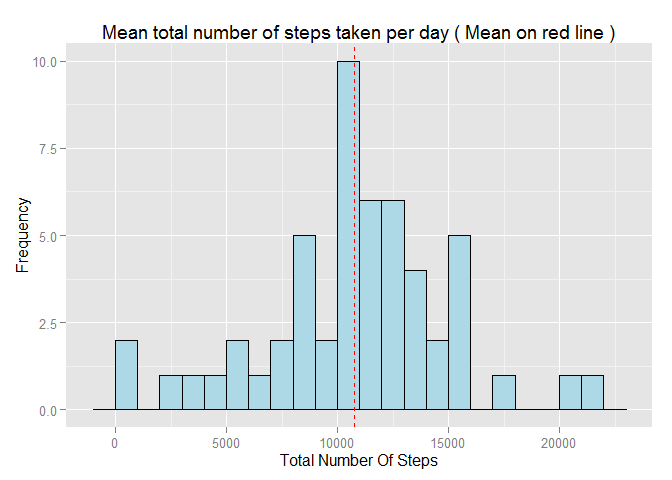 Mean total number of steps taken per day ( Mean on red line )
10.0
7.5
5.0
2.5
0.0
Frequency
0 5000 10000 15000 20000
Total Number Of Steps